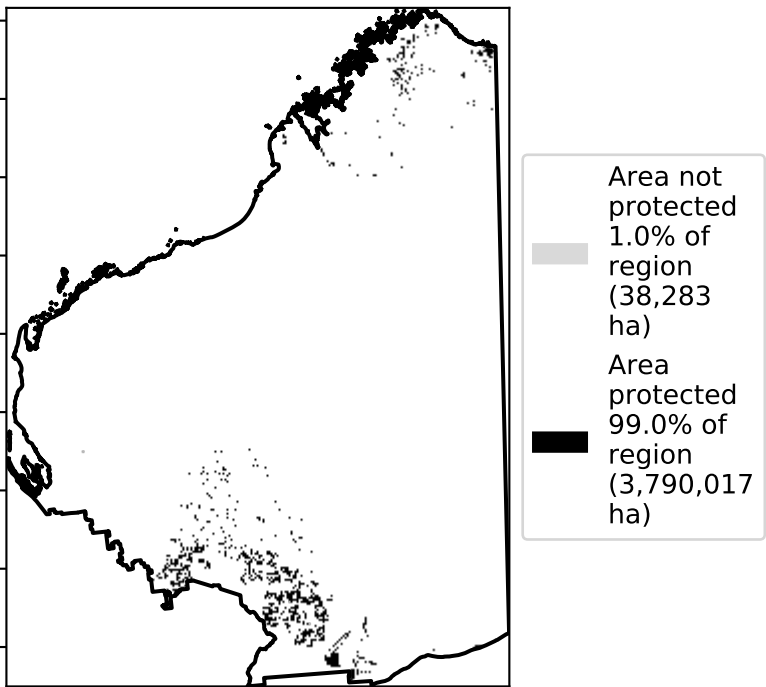 Area not
protected
1.0% of
region
(38,283
ha)
Area
protected
99.0% of
region
(3,790,017
ha)